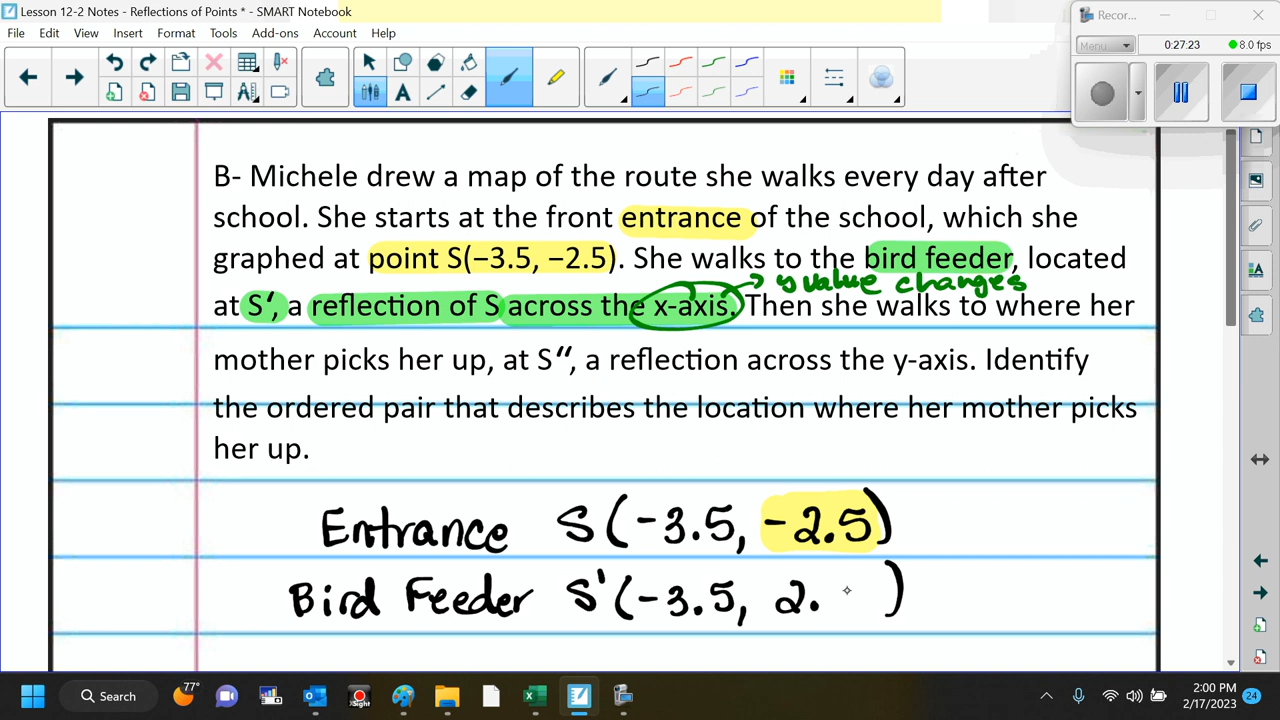 Lesson 12-2 Notes - Reflections of Points * - SMART Notebook
File Edit View Insert Format Tools Add-ons Account Help
Recor...
Menu
0:27:23
8.0 fps
B- Michele drew a map of the route she walks every day after
school. She starts at the front entrance of the school, which she
graphed at point S(−3.5, −2.5). She walks to the bird feeder, located
y value changes
at S′, a reflection of S across the x-axis. Then she walks to where her
mother picks her up, at S′′, a reflection across the y-axis. Identify
the ordered pair that describes the location where her mother picks
her up.
Entrance S(-3.5, -2.5)
Bird Feeder S'(-3.5, 2. )
77°
Search
2:00 PM
2/17/2023
24